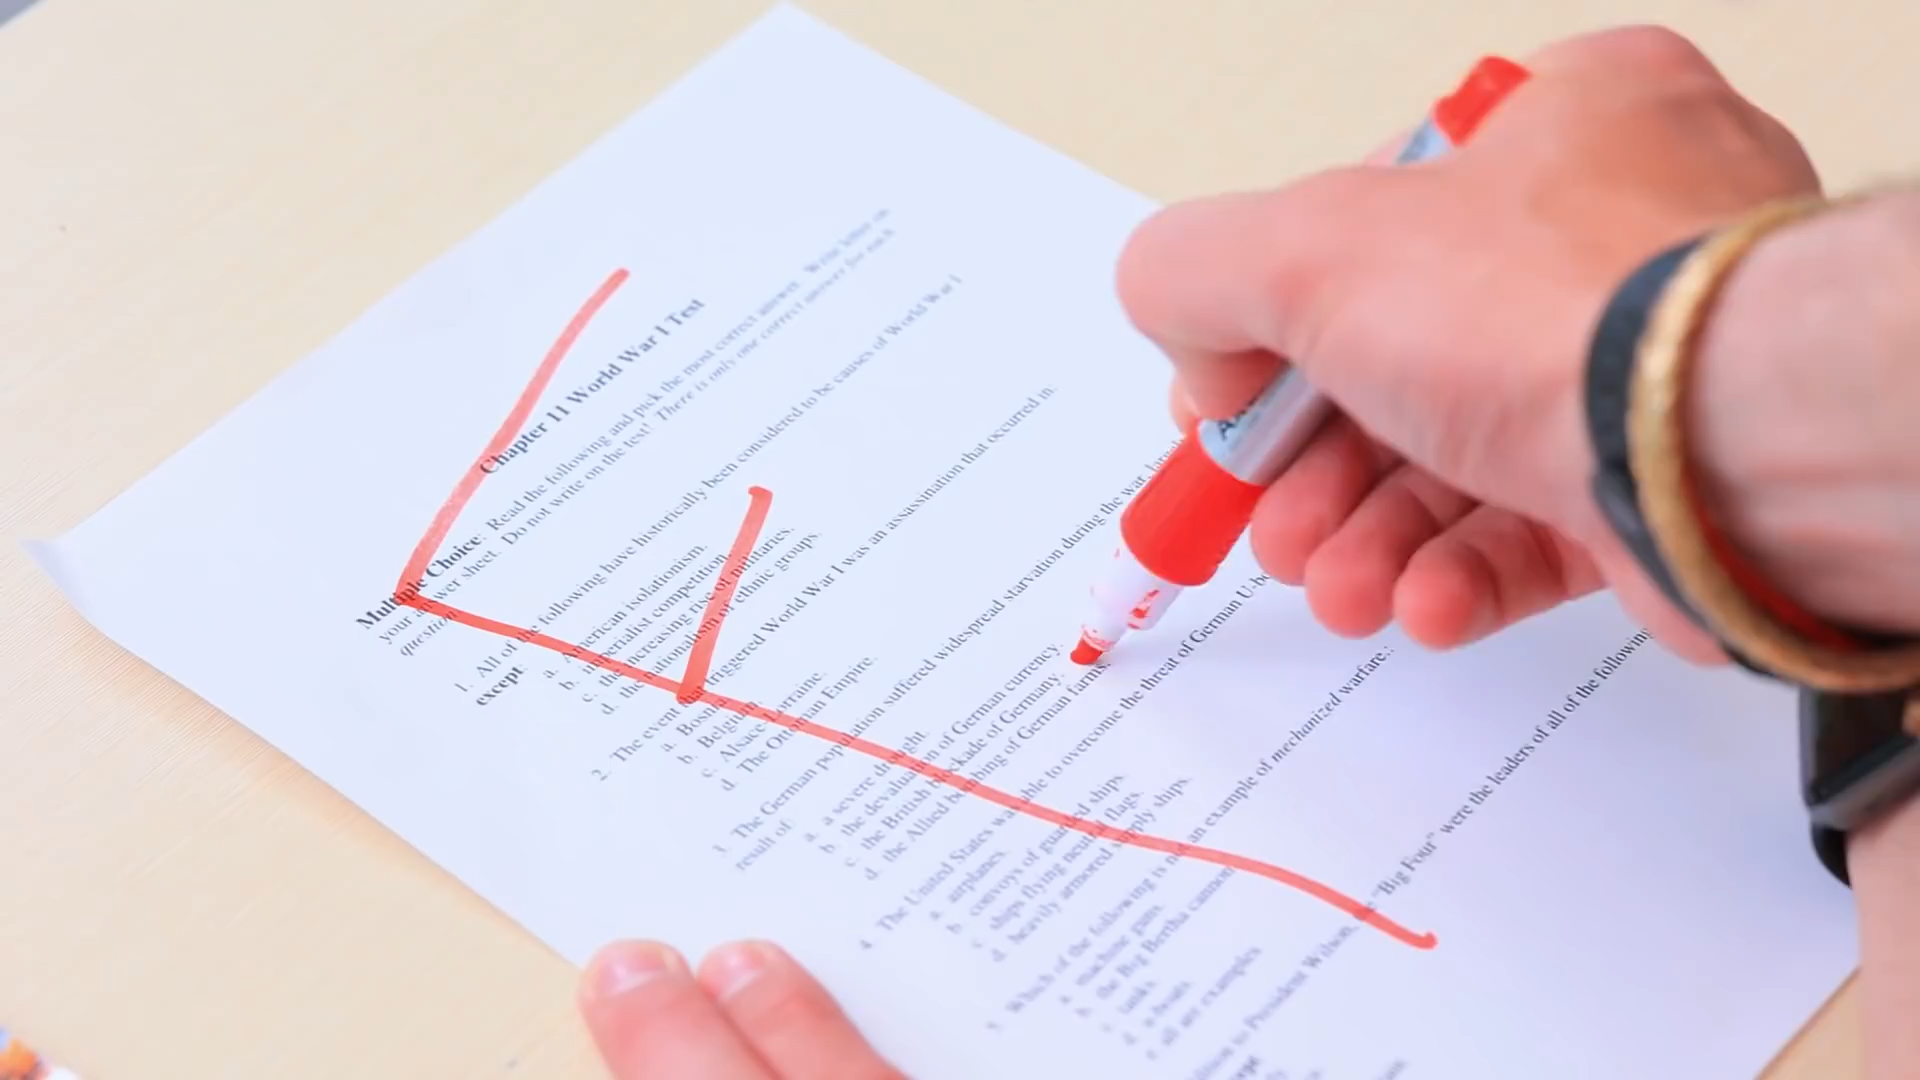 Chapter 11 World War I Test
Multiple Choice: Read the following and pick the most correct answer. Write letter on
your answer sheet. Do not write on the test! There is only one correct answer for each
question
1. All of the following have historically been considered to be causes of World War I
except:
a. American isolationism.
b. imperialist competition.
c. the increasing rise of militaries.
d. the nationalism of ethnic groups.
2. The event that triggered World War I was an assassination that occurred in:
a. Bosnia
b. Belgium
c. Alsace-Lorraine.
d. The Ottoman Empire.
3. The German population suffered widespread starvation during the war,
result of:
a. a severe drought.
b. the devaluation of German currency.
c. the British blockade of Germany.
d. the Allied bombing of German farms.
4. The United States was able to overcome the threat of German
a. airplanes.
b. convoys of guarded ships.
c. ships flying neutral flags.
d. heavily armored supply ships.
5. Which of the following is not an example of mechanized warfare:
a. machine guns.
b. the Big Bertha cannon
c. tanks.
d. u-boats.
e. all are examples.
to President Wilson, the "Big Four" were the leaders of all of the following